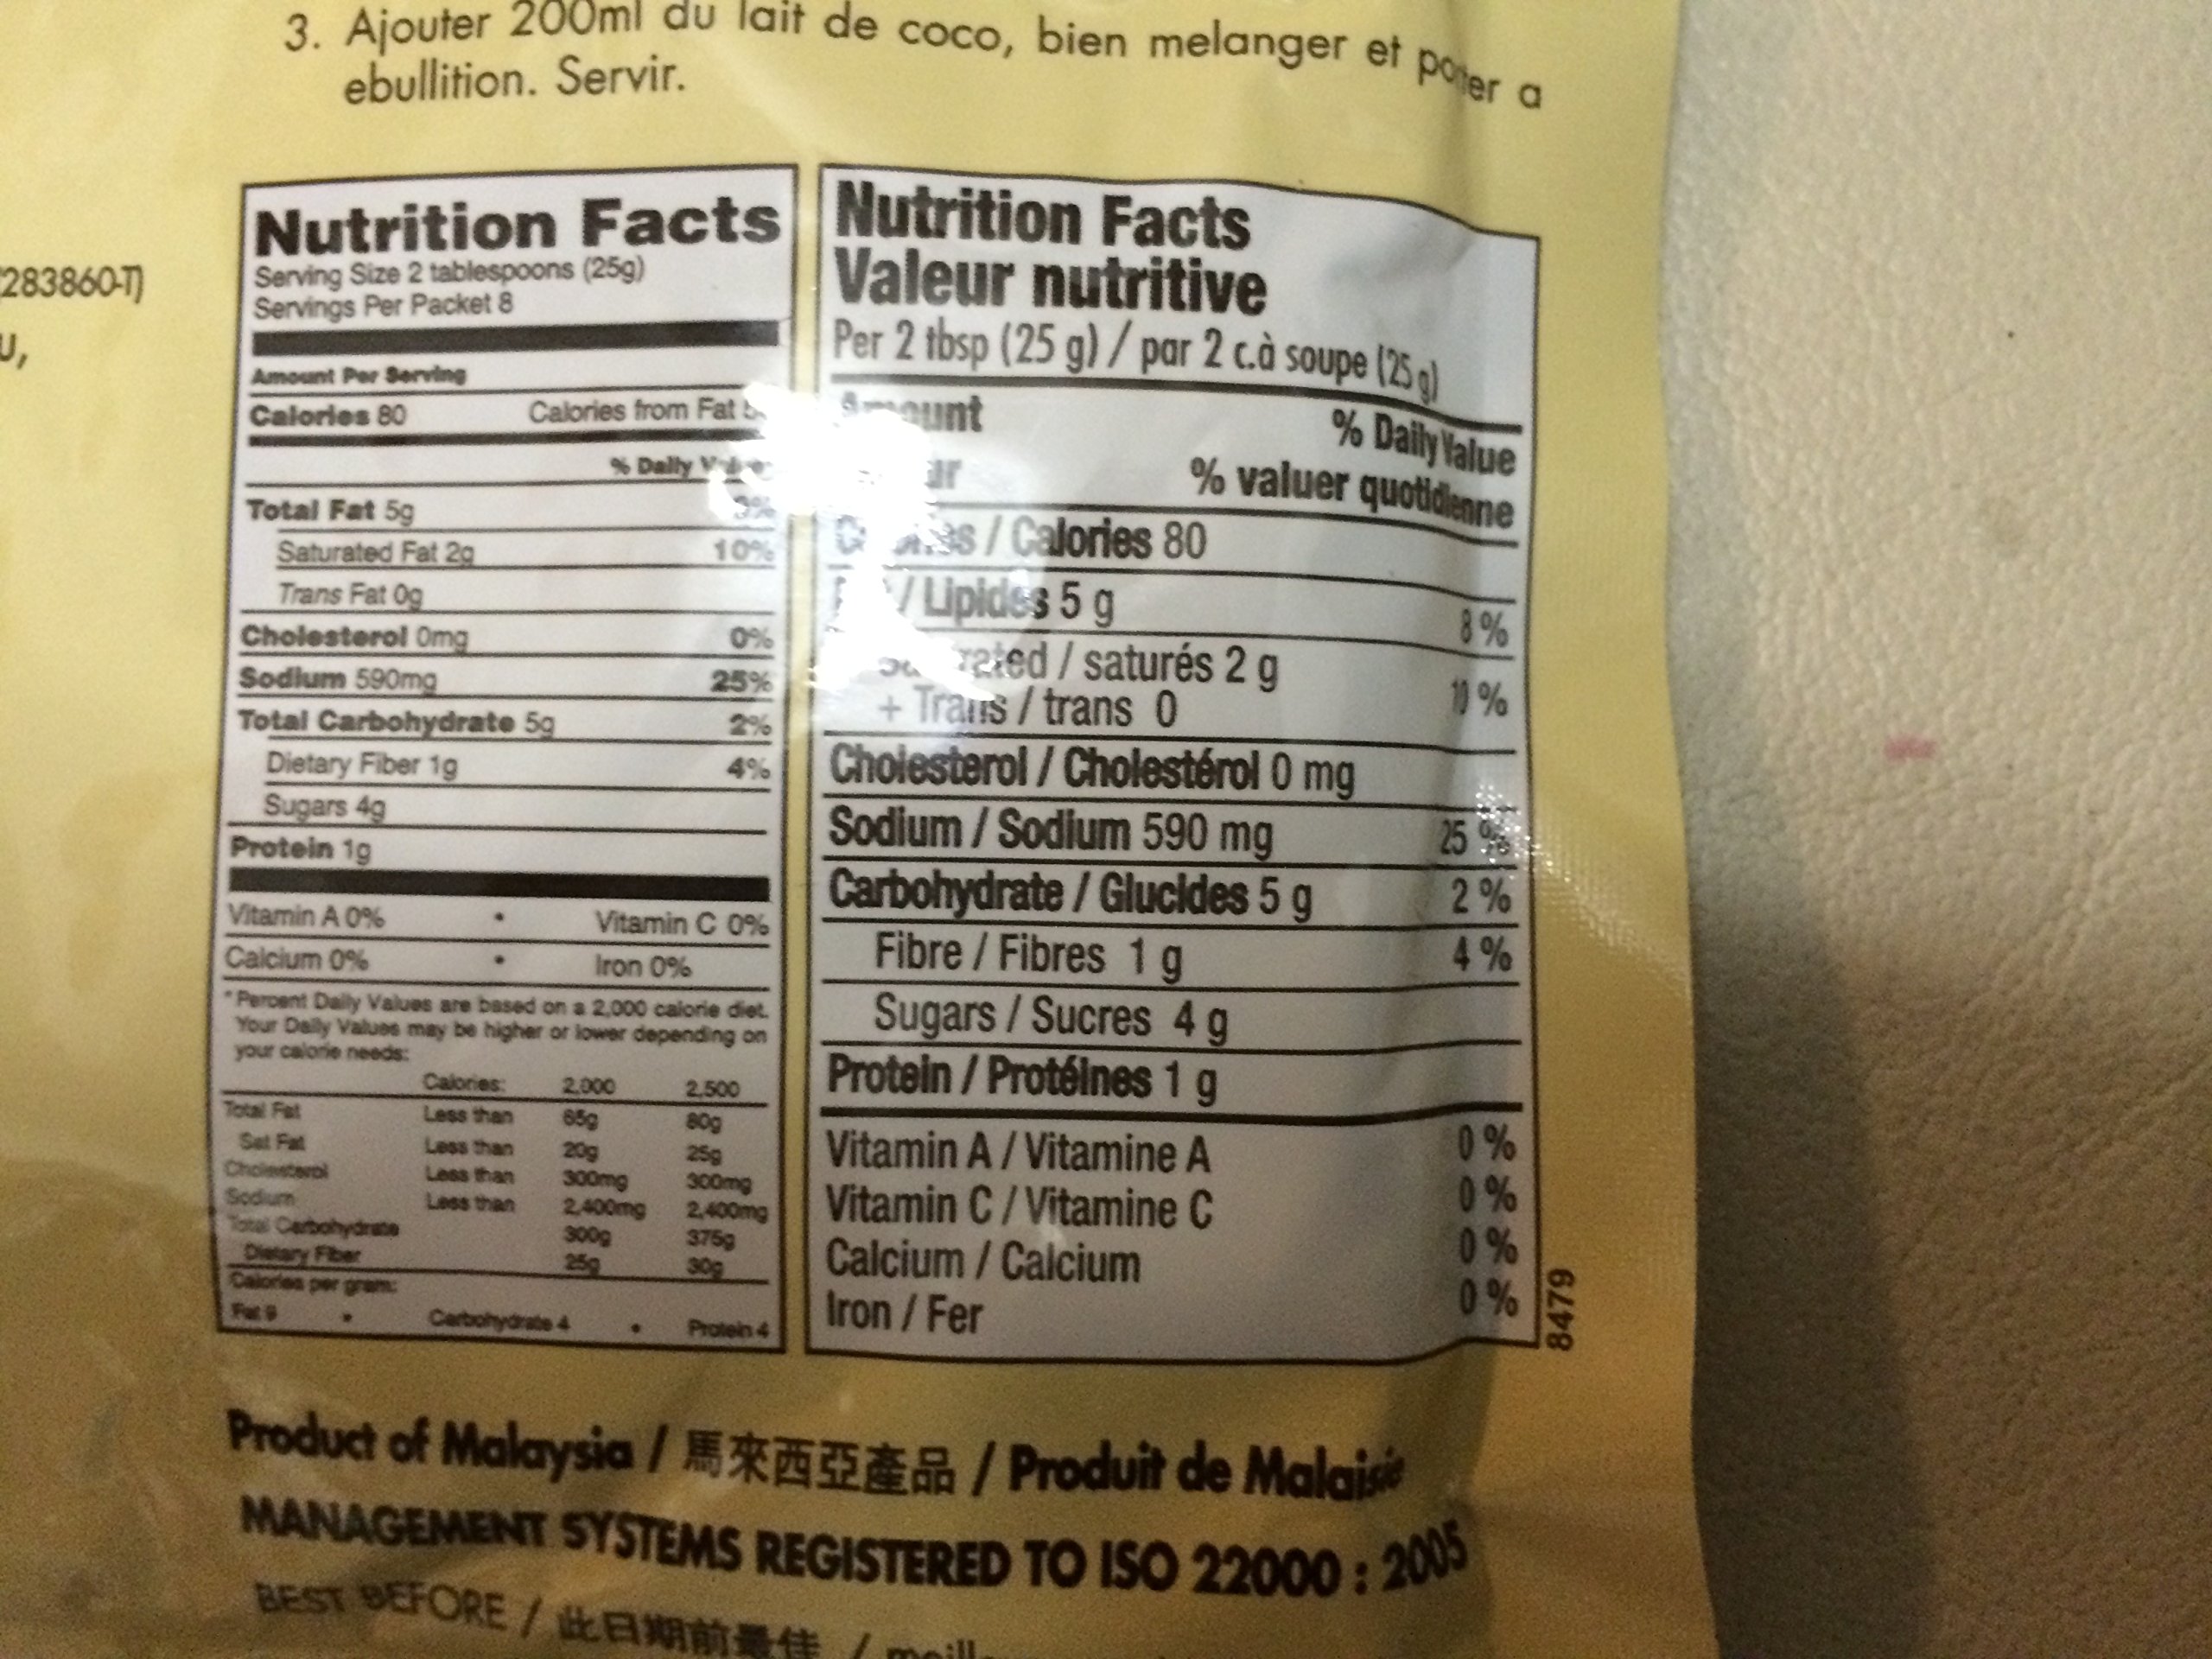 3. Ajouter 200ml du lait de coco, bien melanger et porter a
ebullition. Servir.
283860-T)
U,
Nutrition Facts
Serving Size 2 tablespoons (25g)
Servings Per Packet 8
Amount Per Serving
Calories 80 Calories from Fat
% Daily
Total Fat 5g
Saturated Fat 2g 10%
Trans Fat 0g
Cholesterol 0mg 0%
Sodium 590mg 25%
Total Carbohydrate 5g 2%
Dietary Fiber 1g 4%
Sugars 4g
Protein 1g
Vitamin A 0% • Vitamin C 0%
Calcium 0% • Iron 0%
*Percent Daily Values are based on a 2,000 calorie diet.
Your Daily Values may be higher or lower depending on
your calorie needs:
Calories: 2,000 2,500
Total Fat Less than 65g 80g
Sat Fat Less than 20g 25g
Cholesterol Less than 300mg 300mg
Sodium Less than 2,400mg 2,400mg
Total Carbohydrate 300g 375g
Dietary Fiber 25g 30g
Calories per gram:
Fat 9 • Carbohydrate 4 • Protein 4
Nutrition Facts
Valeur nutritive
Per 2 tbsp (25 g) / par 2 c.à soupe (25 g)
Amount % Daily Value
% valuer quotidienne
/ Calories 80
/ Lipides 5 g 8 %
Saturated / saturés 2 g
+ Trans / trans 0 10 %
Cholesterol / Cholestérol 0 mg
Sodium / Sodium 590 mg 25 %
Carbohydrate / Glucides 5 g 2 %
Fibre / Fibres 1 g 4 %
Sugars / Sucres 4 g
Protein / Protéines 1 g
Vitamin A / Vitamine A 0 %
Vitamin C / Vitamine C 0 %
Calcium / Calcium 0 %
Iron / Fer 0 %
8479
Product of Malaysia / 馬來西亞產品 / Produit de Malaisie
MANAGEMENT SYSTEMS REGISTERED TO ISO 22000 : 2005
BEST BEFORE / 此日期前最佳 /